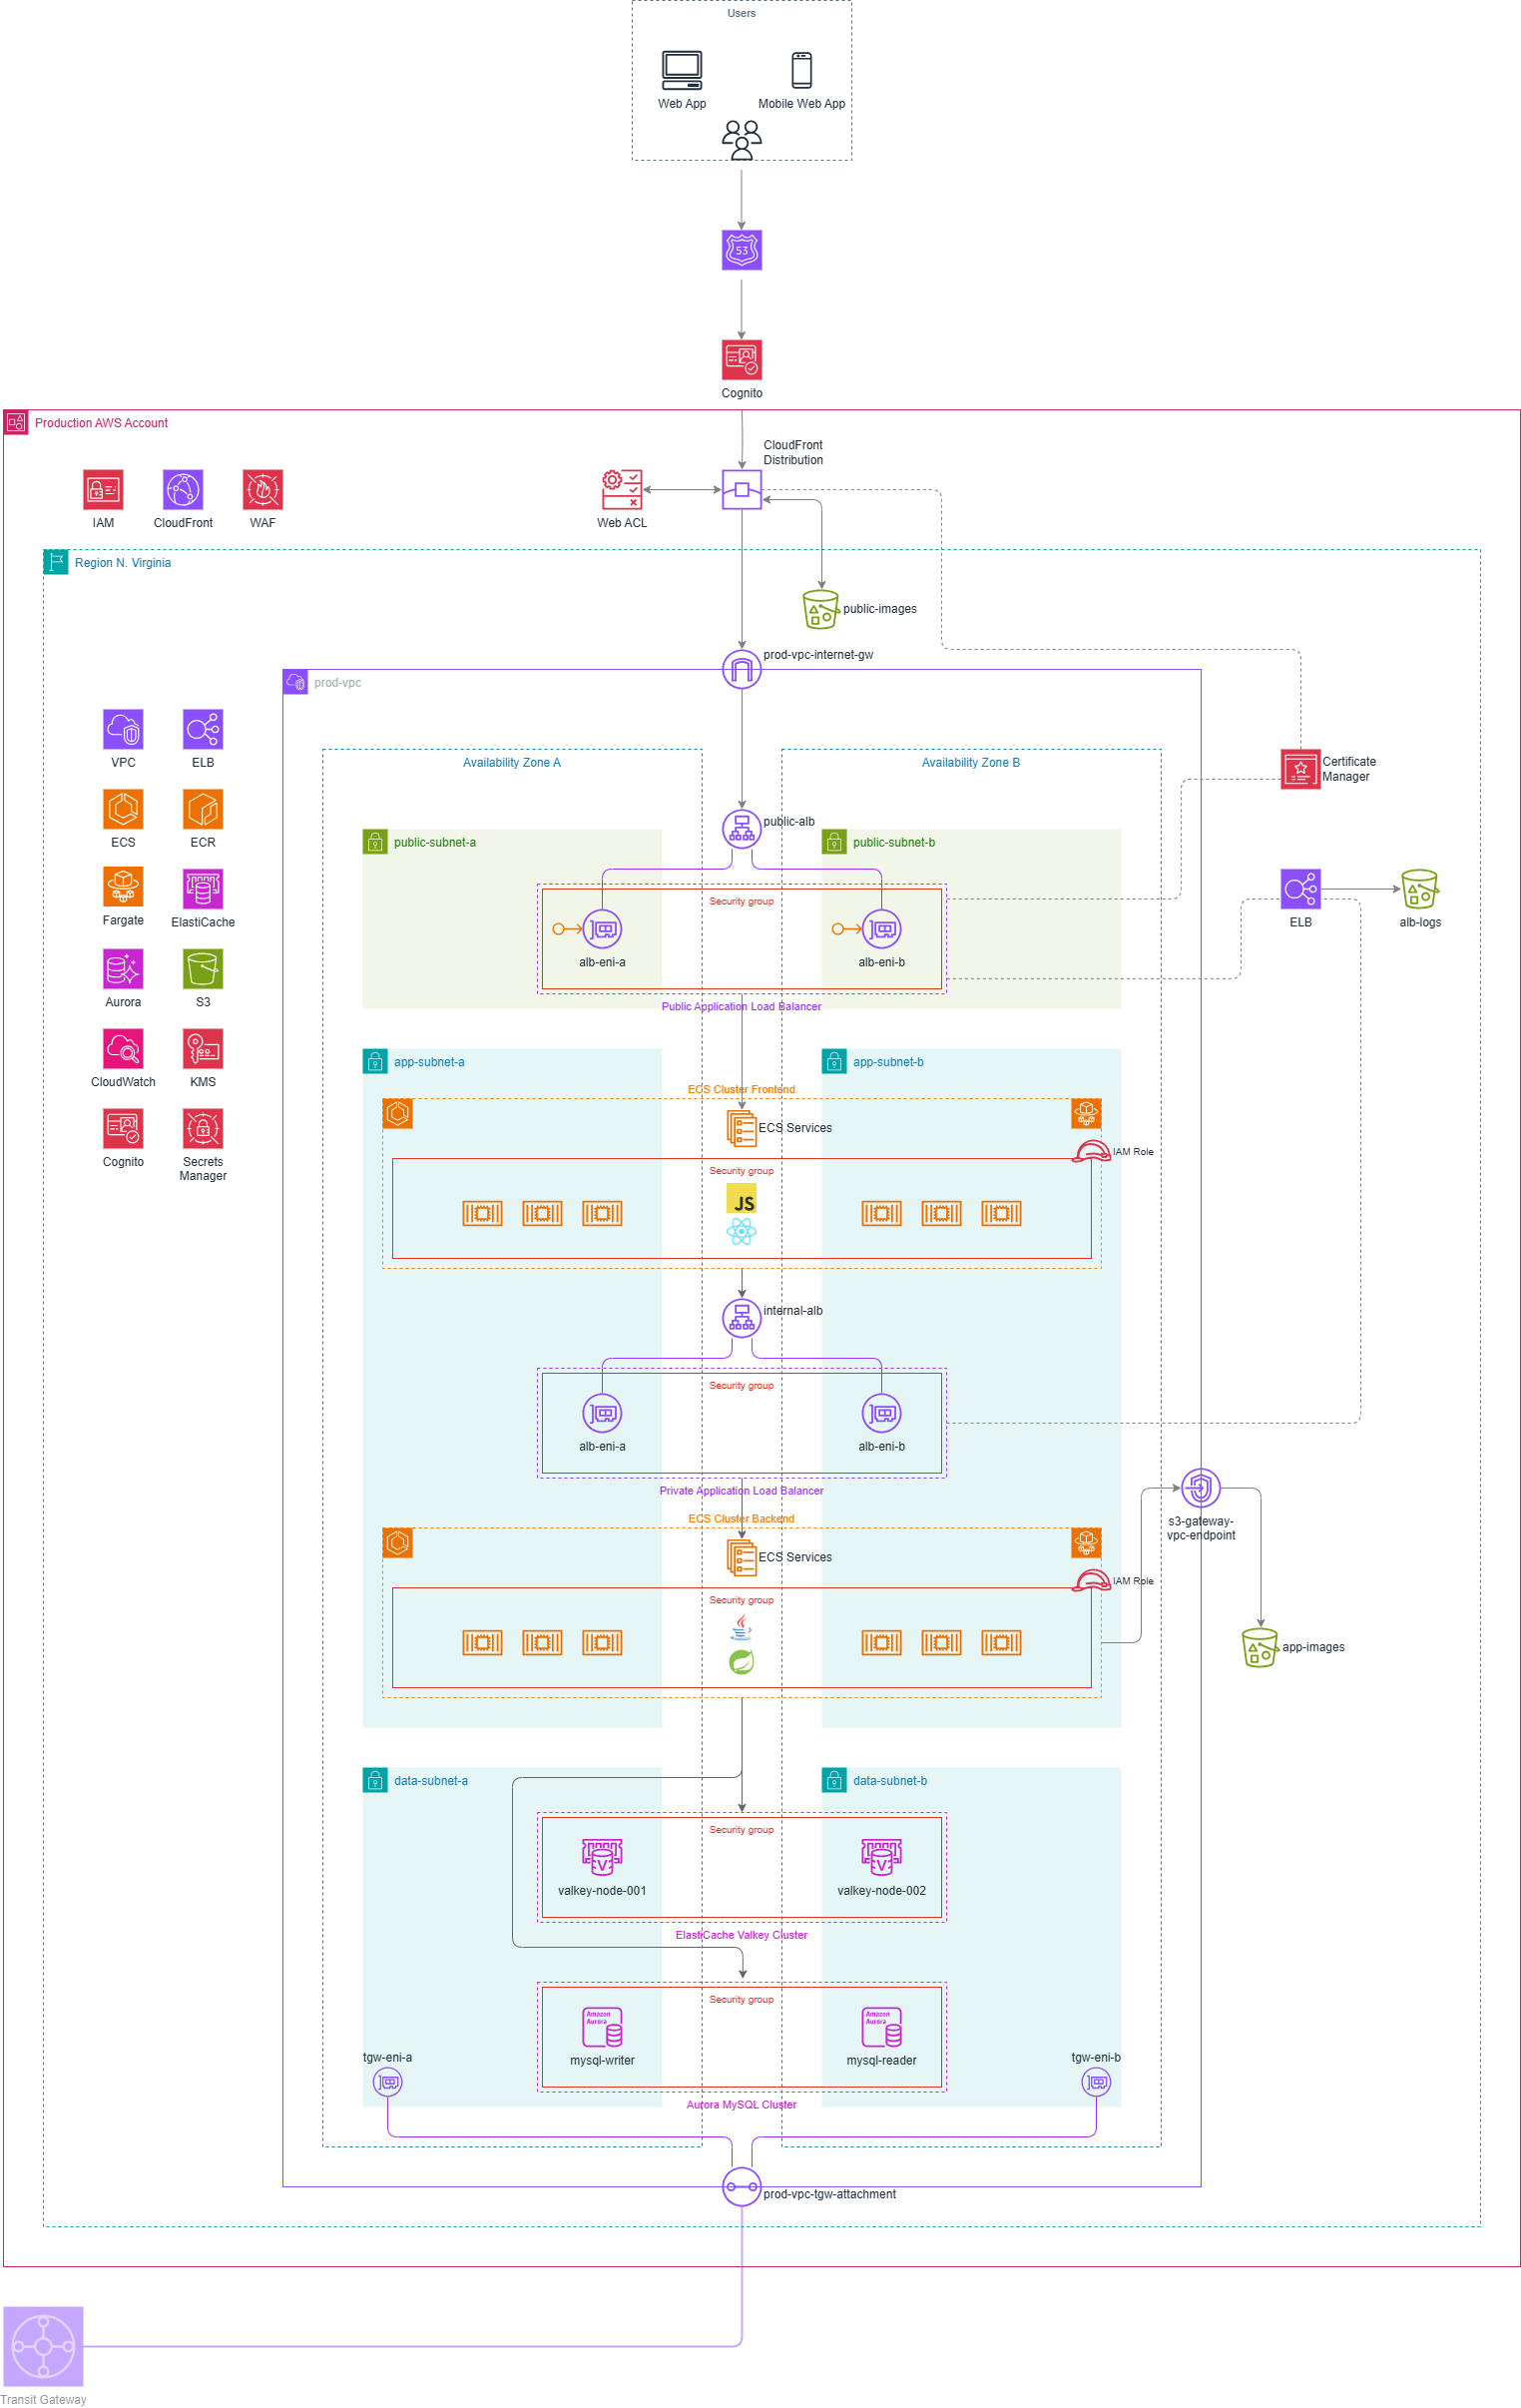 Users
Web App
Mobile Web App
53
Cognito
Production AWS Account
CloudFront
Distribution
IAM
CloudFront
WAF
Web ACL
Region N. Virginia
public-images
prod-vpc-internet-gw
prod-vpc
VPC
ELB
Availability Zone A
Availability Zone B
Certificate
Manager
public-alb
ECS
ECR
public-subnet-a
public-subnet-b
Security group
Fargate
ElastiCache
ELB
alb-logs
alb-eni-a
alb-eni-b
Aurora
S3
Public Application Load Balancer
app-subnet-a
app-subnet-b
CloudWatch
KMS
ECS Cluster Frontend
ECS Services
IAM Role
Cognito
Secrets
Manager
Security group
JS
internal-alb
Security group
alb-eni-a
alb-eni-b
Private Application Load Balancer
s3-gateway-
vpc-endpoint
ECS Cluster Backend
ECS Services
IAM Role
Security group
app-images
data-subnet-a
data-subnet-b
Security group
V
V
valkey-node-001
valkey-node-002
ElastiCache Valkey Cluster
Security group
Amazon
Aurora
Amazon
Aurora
mysql-writer
mysql-reader
tgw-eni-a
tgw-eni-b
Aurora MySQL Cluster
prod-vpc-tgw-attachment
Transit Gateway